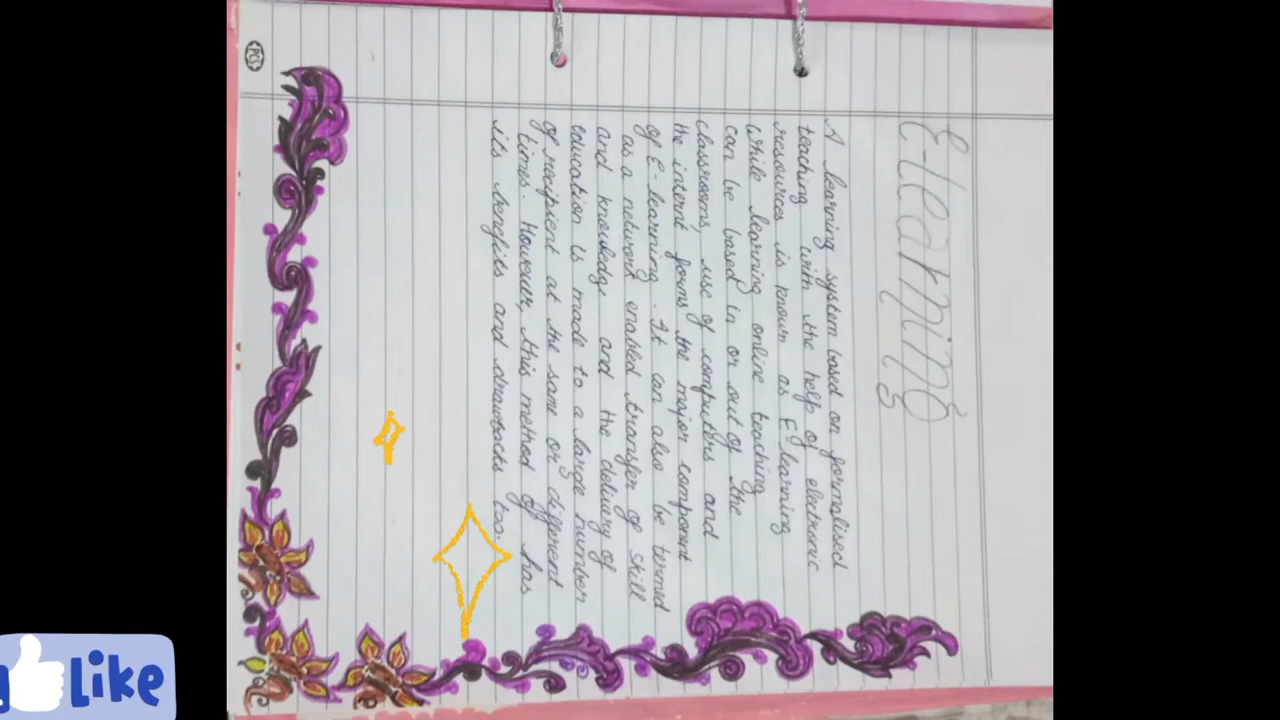 E-learning
A learning system based on formalised
teaching with the help of electronic
resources is known as E-learning
While learning online teaching
can be based in or out of the
classrooms, use of computers and
the internt forms the major component
of E-learning. It can also be termed
as a network enabled transfer of skill
and knowledge and the delivery of
education is made to a large number
of recipient at the same or different
times. However, this method of has
its benefits and drawbacks too.
PGS
Like